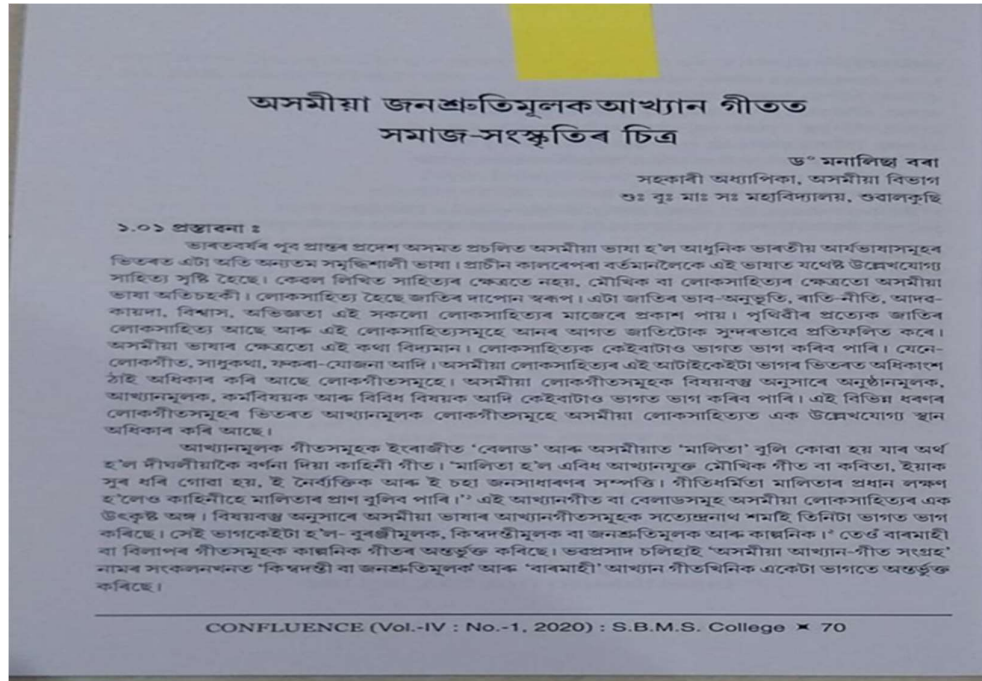 অসমীয়া জনশ্ৰুতিমূলক আখ্যান গীতত
সমাজ-সংস্কৃতিৰ চিত্ৰ
ড° মনালিছা বৰা
সহকাৰী অধ্যাপিকা, অসমীয়া বিভাগ
শুঃ বুঃ মাঃ সঃ মহাবিদ্যালয়, শুৱালকুছি
১.০১ প্ৰস্তাৱনা ঃ
ভাৰতবৰ্ষৰ পূব প্ৰান্তৰ প্ৰদেশ অসমত প্ৰচলিত অসমীয়া ভাষা হ’ল আধুনিক ভাৰতীয় আৰ্যভাষাসমূহৰ
ভিতৰত এটা অতি অন্যতম সমৃদ্ধিশালী ভাষা। প্ৰাচীন কালৰেপৰা বৰ্তমানলৈকে এই ভাষাত যথেষ্ট উল্লেখযোগ্য
সাহিত্য সৃষ্টি হৈছে। কেৱল লিখিত সাহিত্যৰ ক্ষেত্ৰতে নহয়, মৌখিক বা লোকসাহিত্যৰ ক্ষেত্ৰতো অসমীয়া
ভাষা অতিচহকী। লোকসাহিত্য হৈছে জাতিৰ দাপোন স্বৰূপ। এটা জাতিৰ ভাব-অনুভূতি, ৰীতি-নীতি, আদৱ-
কায়দা, বিশ্বাস, অভিজ্ঞতা এই সকলো লোকসাহিত্যৰ মাজেৰে প্ৰকাশ পায়। পৃথিৱীৰ প্ৰত্যেক জাতিৰ
লোকসাহিত্য আছে আৰু এই লোকসাহিত্যসমূহে আনৰ আগত জাতিটোক সুন্দৰভাৱে প্ৰতিফলিত কৰে।
অসমীয়া ভাষাৰ ক্ষেত্ৰতো এই কথা বিদ্যমান। লোকসাহিত্যক কেইবাটাও ভাগত ভাগ কৰিব পাৰি। যেনে-
লোকগীত, সাধুকথা, ফকৰা-যোজনা আদি। অসমীয়া লোকসাহিত্যৰ এই আটাইকেইটা ভাগৰ ভিতৰত অধিকাংশ
ঠাই অধিকাৰ কৰি আছে লোকগীতসমূহে। অসমীয়া লোকগীতসমূহক বিষয়বস্তু অনুসাৰে অনুষ্ঠানমূলক,
আখ্যানমূলক, কৰ্মবিষয়ক আৰু বিবিধ বিষয়ক আদি কেইবাটাও ভাগত ভাগ কৰিব পাৰি। এই বিভিন্ন ধৰণৰ
লোকগীতসমূহৰ ভিতৰত আখ্যানমূলক লোকগীতসমূহে অসমীয়া লোকসাহিত্যত এক উল্লেখযোগ্য স্থান
অধিকাৰ কৰি আছে।
আখ্যানমূলক গীতসমূহক ইংৰাজীত ‘বেলাড’ আৰু অসমীয়াত ‘মালিতা’ বুলি কোৱা হয় যাৰ অৰ্থ
হ’ল দীঘলীয়াকৈ বৰ্ণনা দিয়া কাহিনী গীত। ‘মালিতা হ’ল এবিধ আখ্যানযুক্ত মৌখিক গীত বা কবিতা, ইয়াক
সুৰ ধৰি গোৱা হয়, ই নৈৰ্ব্যক্তিক আৰু ই চহা জনসাধাৰণৰ সম্পত্তি। গীতিধৰ্মিতা মালিতাৰ প্ৰধান লক্ষণ
হ’লেও কাহিনীহে মালিতাৰ প্ৰাণ বুলিব পাৰি।’¹ এই আখ্যানগীত বা বেলাডসমূহ অসমীয়া লোকসাহিত্যৰ এক
উৎকৃষ্ট অঙ্গ। বিষয়বস্তু অনুসাৰে অসমীয়া ভাষাৰ আখ্যানগীতসমূহক সত্যেন্দ্ৰনাথ শৰ্মাই তিনিটা ভাগত ভাগ
কৰিছে। সেই ভাগকেইটা হ’ল- বুৰঞ্জীমূলক, কিম্বদন্তীমূলক বা জনশ্ৰুতিমূলক আৰু কাল্পনিক।² তেওঁ বাৰমাহী
বা বিলাপৰ গীতসমূহক কাল্পনিক গীতৰ অন্তৰ্ভুক্ত কৰিছে। ভৱপ্ৰসাদ চলিহাই ‘অসমীয়া আখ্যান-গীত সংগ্ৰহ’
নামৰ সংকলনখনত ‘কিম্বদন্তী বা জনশ্ৰুতিমূলক’ আৰু ‘বাৰমাহী’ আখ্যান গীতখিনিক একেটা ভাগতে অন্তৰ্ভুক্ত
কৰিছে।
CONFLUENCE (Vol.-IV : No.-1, 2020) : S.B.M.S. College ✖ 70